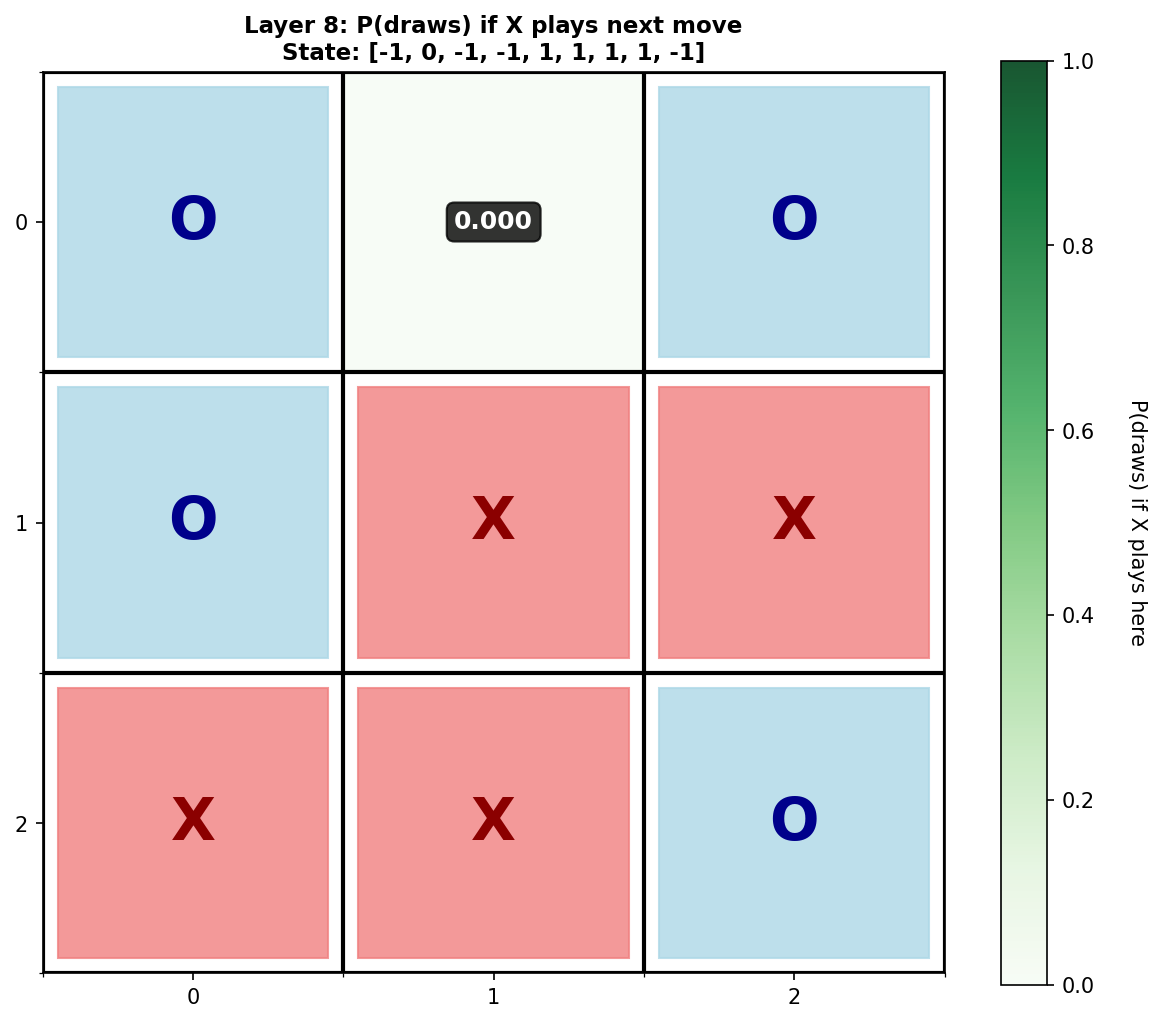 Layer 8: P(draws) if X plays next move
State: [-1, 0, -1, -1, 1, 1, 1, 1, -1]
O
0.000
O
O
X
X
X
X
O
0
1
2
0
1
2
1.0
0.8
0.6
0.4
0.2
0.0
P(draws) if X plays here